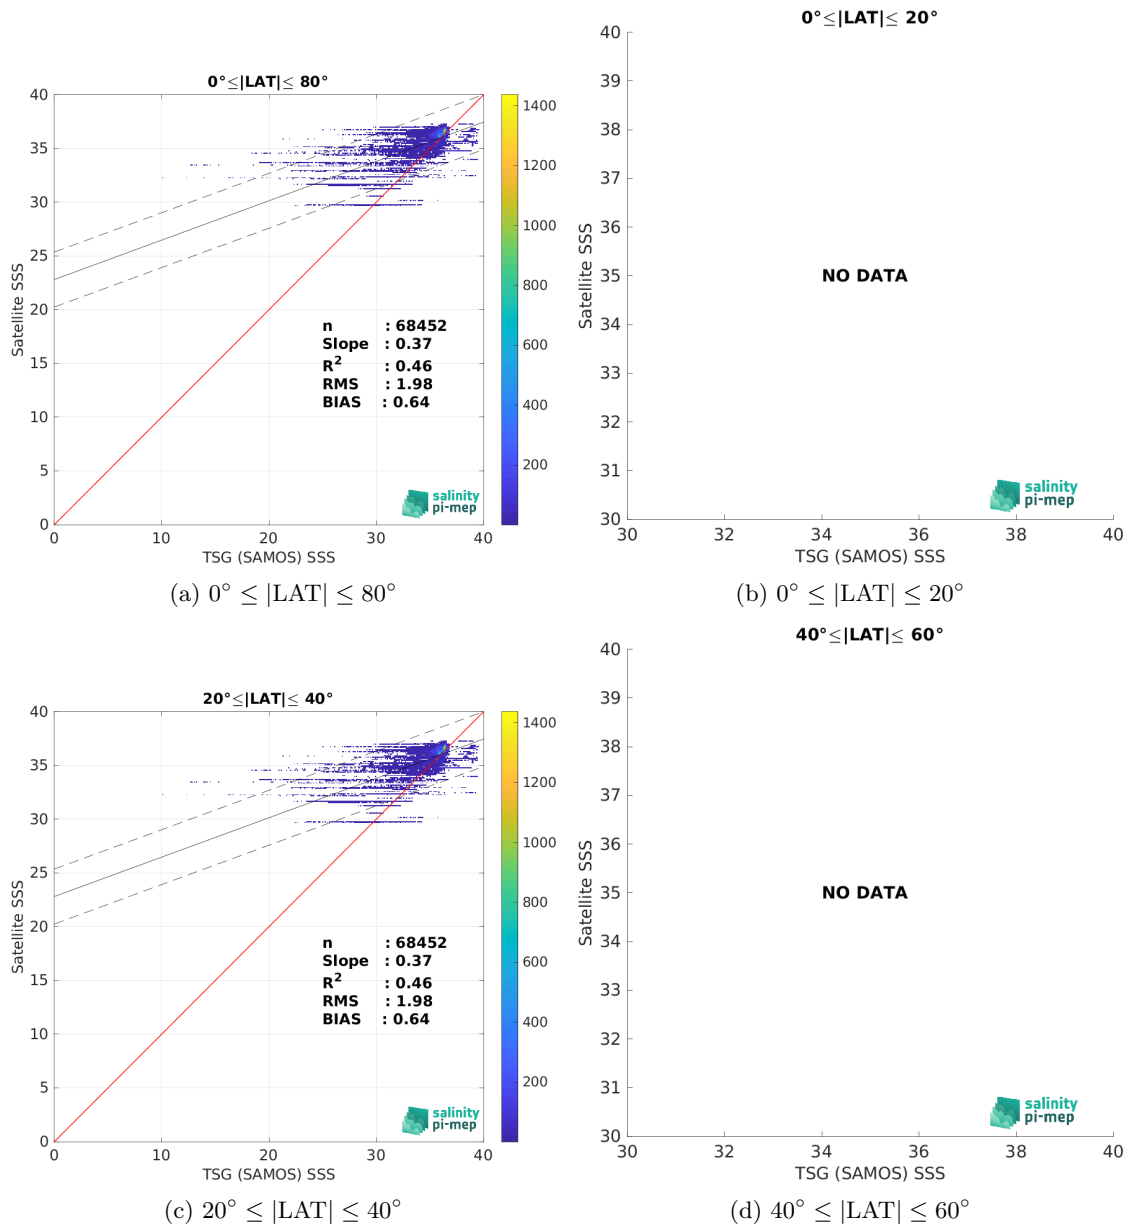 0°≤|LAT|≤ 80°
40
35
30
25
20
15
10
5
0
Satellite SSS
0
10
20
30
40
TSG (SAMOS) SSS
1400
1200
1000
800
600
400
200
n : 68452
Slope : 0.37
R² : 0.46
RMS : 1.98
BIAS : 0.64
salinity
pi-mep
(a) 0° ≤ |LAT| ≤ 80°
0°≤|LAT|≤ 20°
40
39
38
37
36
35
34
33
32
31
30
Satellite SSS
NO DATA
30
32
34
36
38
40
TSG (SAMOS) SSS
salinity
pi-mep
(b) 0° ≤ |LAT| ≤ 20°
20°≤|LAT|≤ 40°
40
35
30
25
20
15
10
5
0
Satellite SSS
0
10
20
30
40
TSG (SAMOS) SSS
1400
1200
1000
800
600
400
200
n : 68452
Slope : 0.37
R² : 0.46
RMS : 1.98
BIAS : 0.64
salinity
pi-mep
(c) 20° ≤ |LAT| ≤ 40°
40°≤|LAT|≤ 60°
40
39
38
37
36
35
34
33
32
31
30
Satellite SSS
NO DATA
30
32
34
36
38
40
TSG (SAMOS) SSS
salinity
pi-mep
(d) 40° ≤ |LAT| ≤ 60°